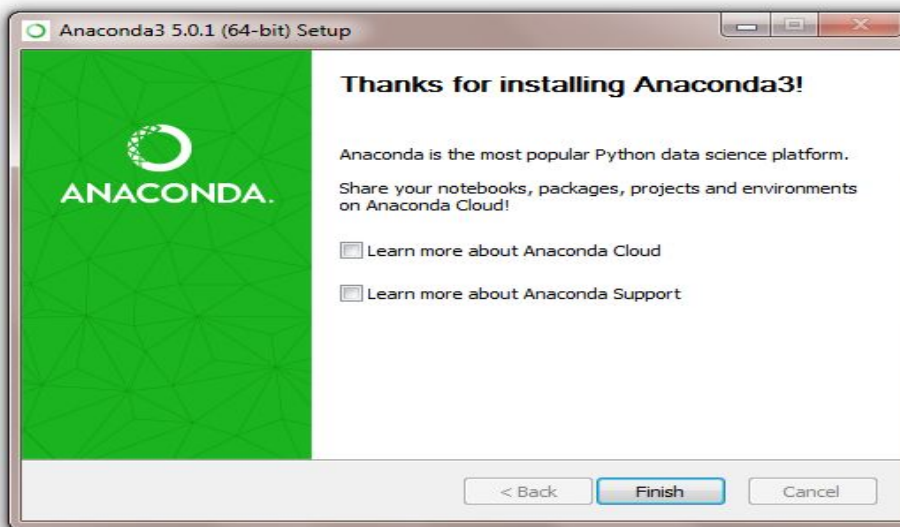 Anaconda3 5.0.1 (64-bit) Setup
ANACONDA.
Thanks for installing Anaconda3!
Anaconda is the most popular Python data science platform.
Share your notebooks, packages, projects and environments
on Anaconda Cloud!
Learn more about Anaconda Cloud
Learn more about Anaconda Support
< Back
Finish
Cancel